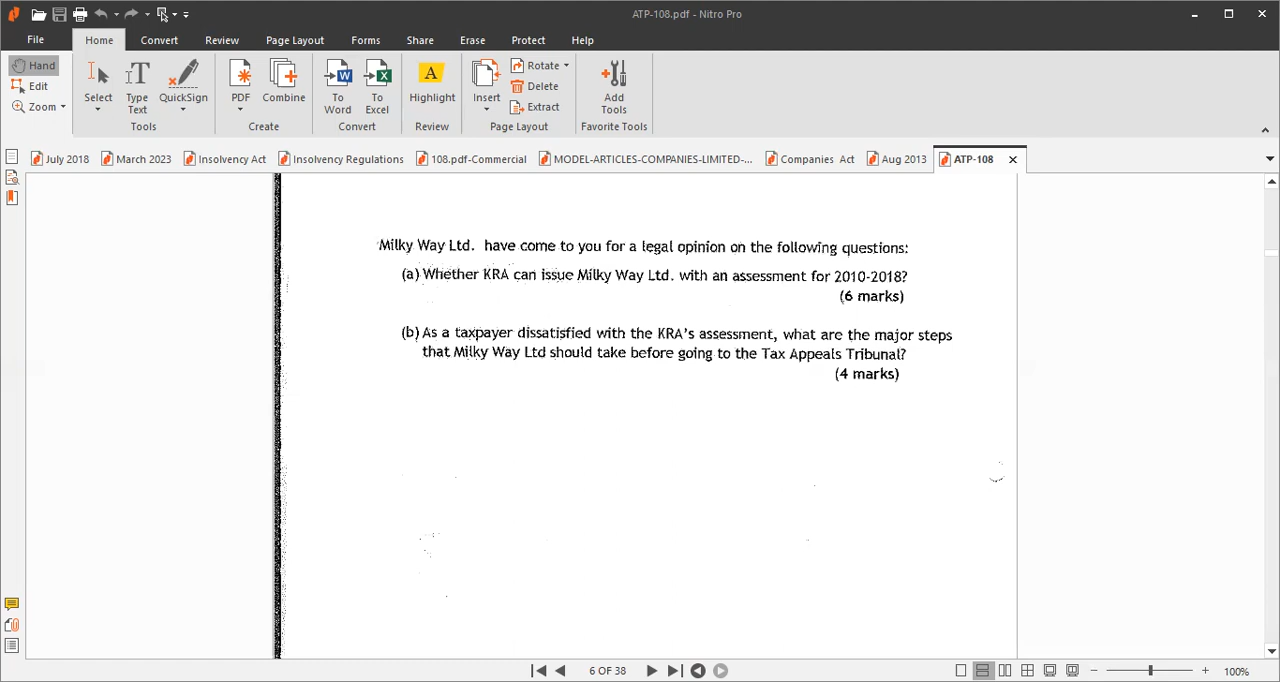 ATP-108.pdf - Nitro Pro
File Home Convert Review Page Layout Forms Share Erase Protect Help
Hand
Edit
Zoom
Select
Type Text
QuickSign
PDF
Combine
To Word
To Excel
Highlight
Insert
Rotate
Delete
Extract
Add Tools
Tools Create Convert Review Page Layout Favorite Tools
July 2018 March 2023 Insolvency Act Insolvency Regulations 108.pdf-Commercial MODEL-ARTICLES-COMPANIES-LIMITED-... Companies Act Aug 2013 ATP-108
Milky Way Ltd. have come to you for a legal opinion on the following questions:
(a) Whether KRA can issue Milky Way Ltd. with an assessment for 2010-2018?
(6 marks)
(b) As a taxpayer dissatisfied with the KRA's assessment, what are the major steps
that Milky Way Ltd should take before going to the Tax Appeals Tribunal?
(4 marks)
6 OF 38
100%